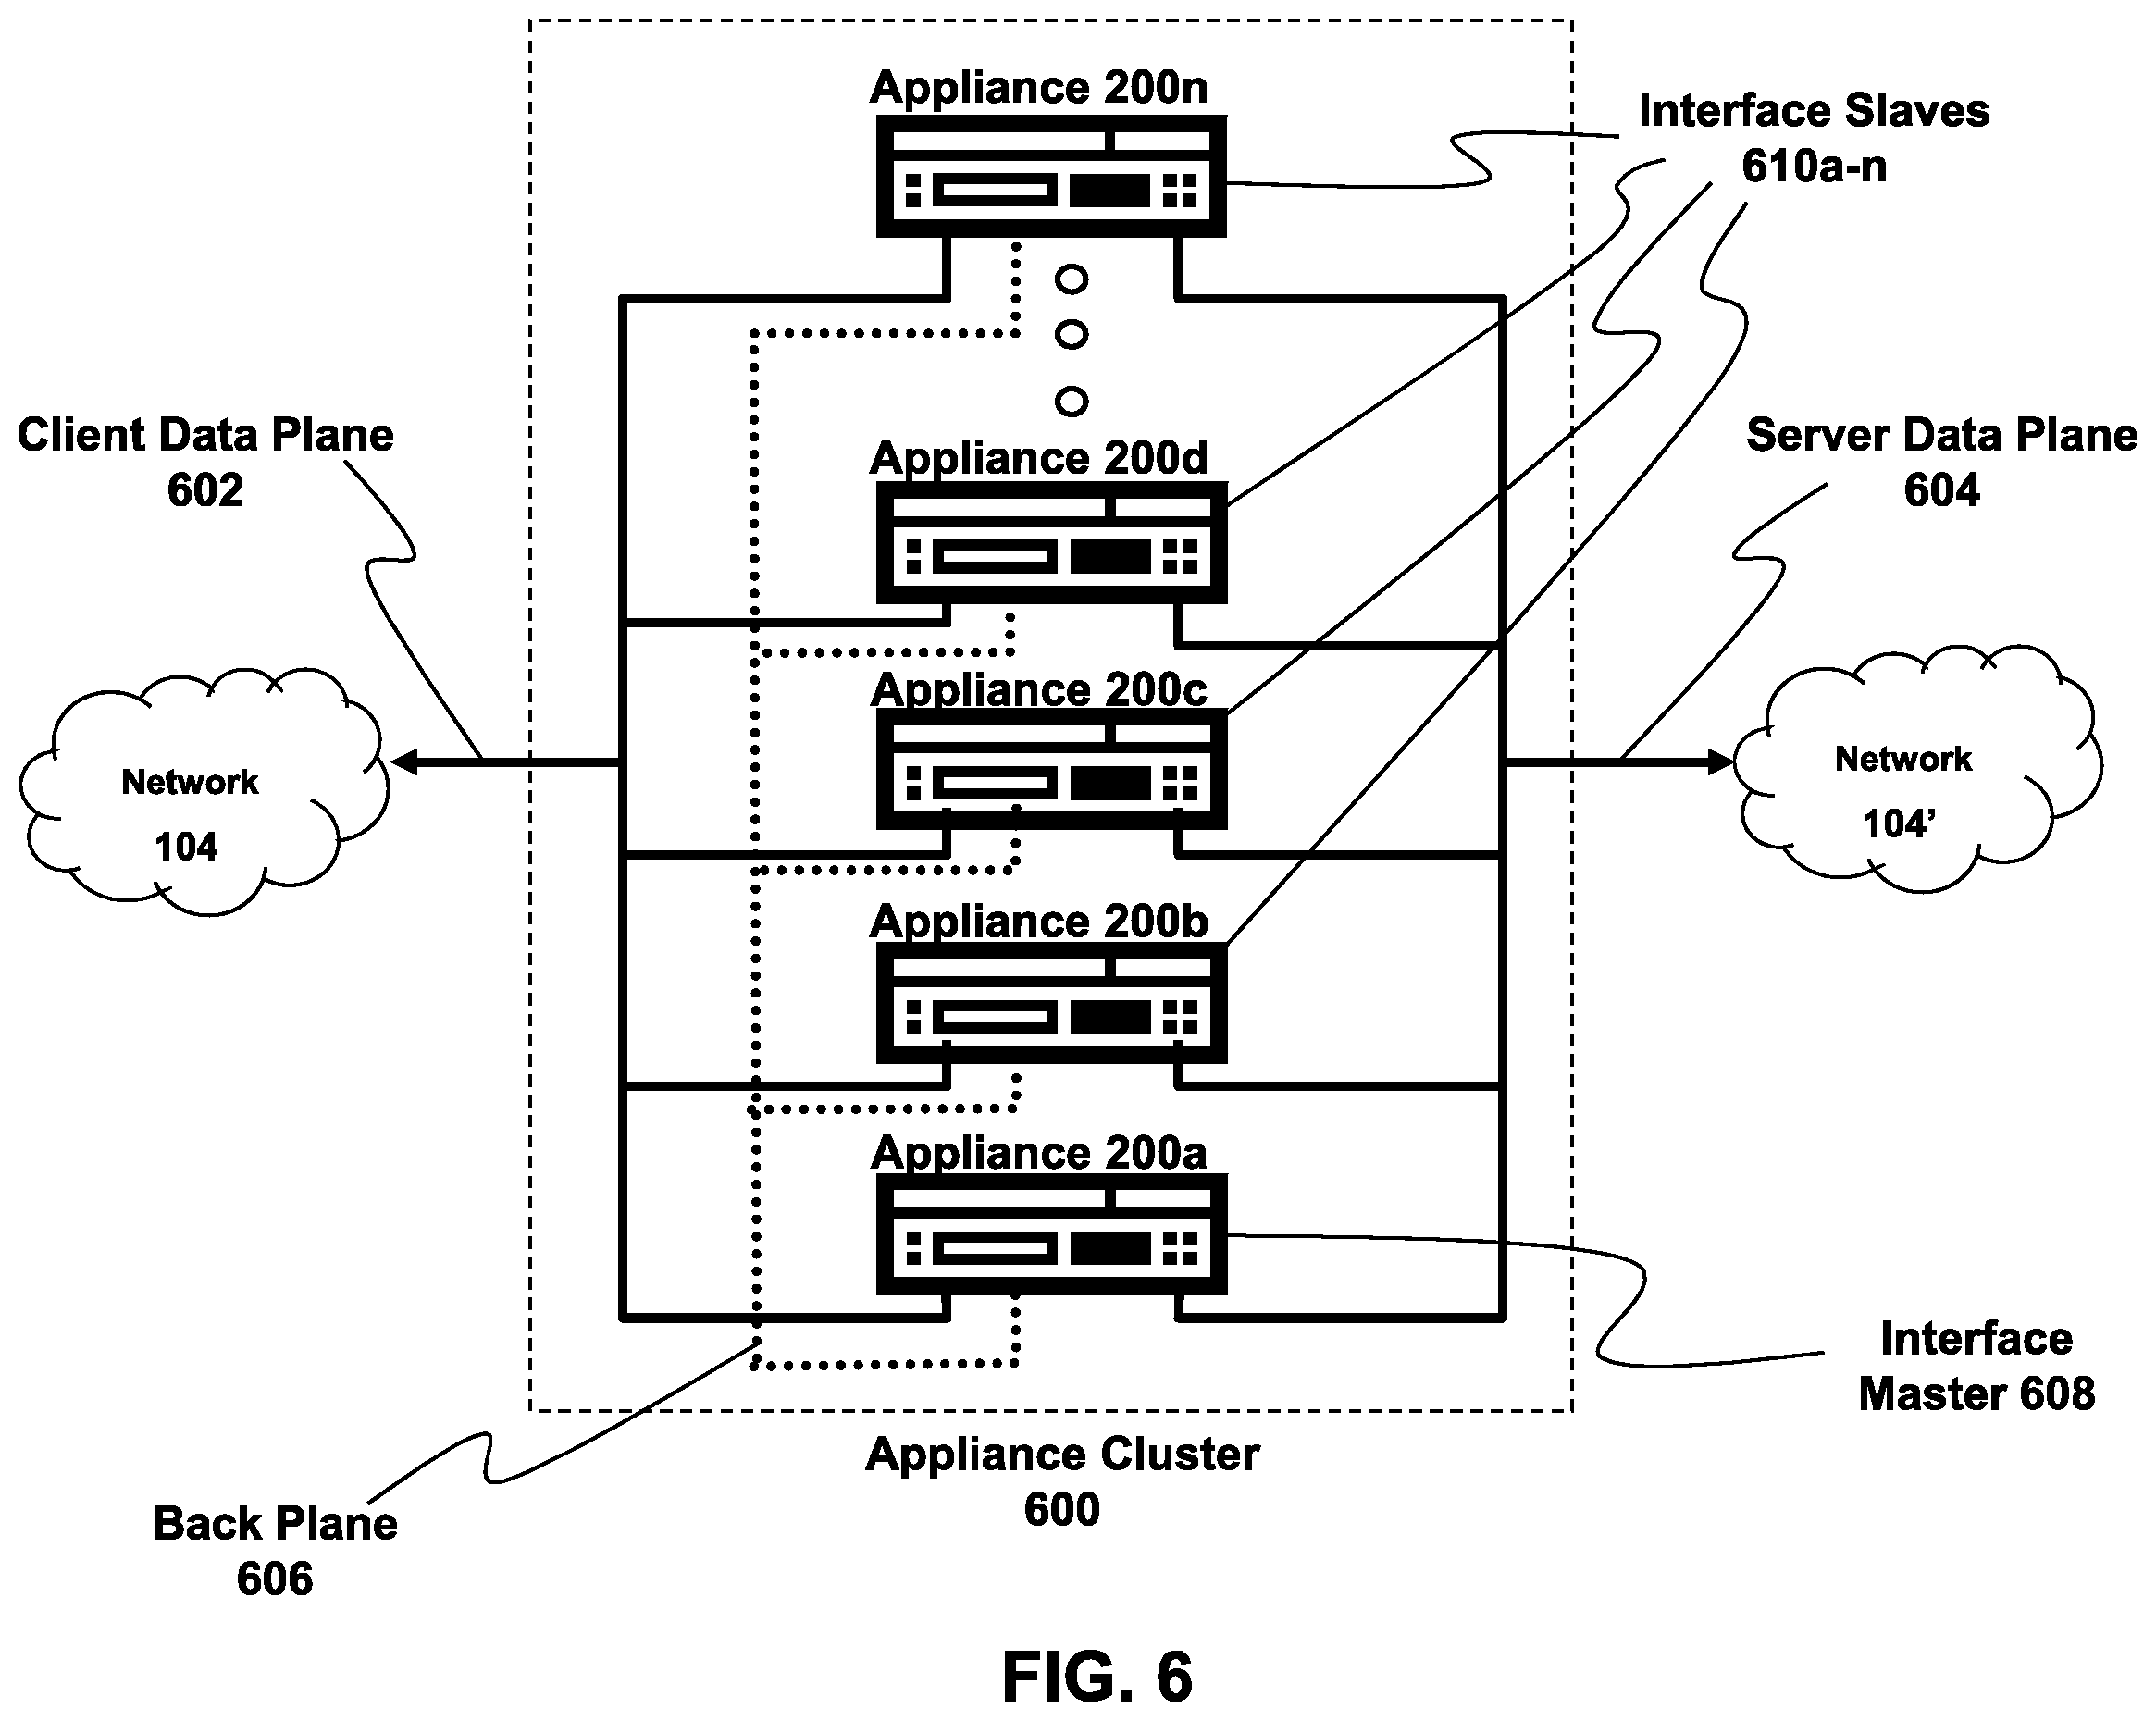 Appliance 200n
Interface Slaves
610a-n
Client Data Plane
602
Appliance 200d
Server Data Plane
604
Appliance 200c
Network
104
Network
104’
Appliance 200b
Appliance 200a
Interface
Master 608
Appliance Cluster
600
Back Plane
606
FIG. 6